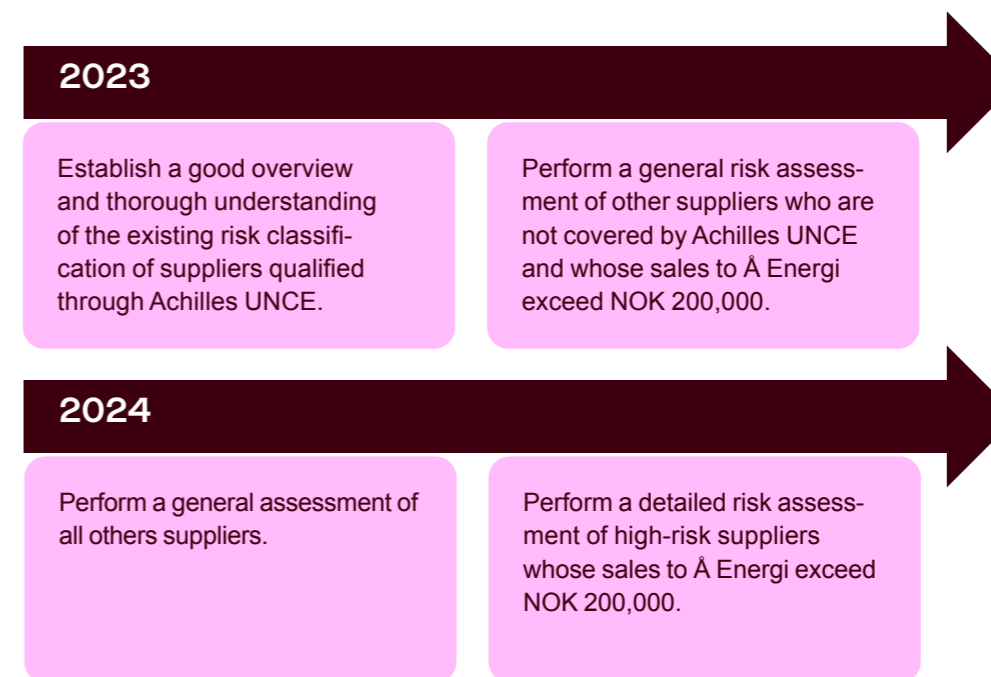 2023
Establish a good overview
and thorough understanding
of the existing risk classifi-
cation of suppliers qualified
through Achilles UNCE.
Perform a general risk assess-
ment of other suppliers who are
not covered by Achilles UNCE
and whose sales to Å Energi
exceed NOK 200,000.
2024
Perform a general assessment of
all others suppliers.
Perform a detailed risk assess-
ment of high-risk suppliers
whose sales to Å Energi exceed
NOK 200,000.